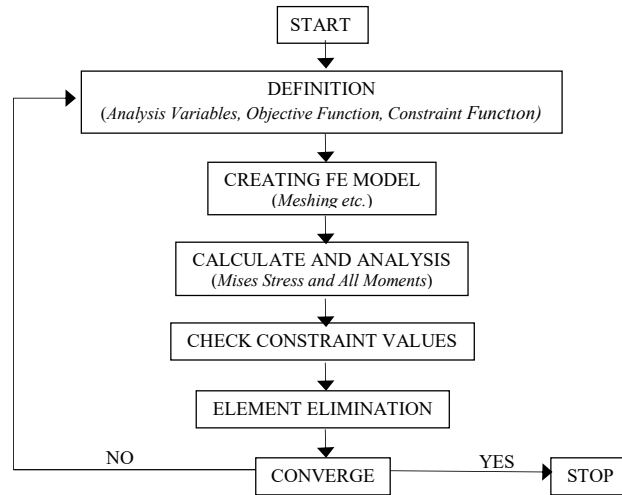 START
DEFINITION
(Analysis Variables, Objective Function, Constraint Function)
CREATING FE MODEL
(Meshing etc.)
CALCULATE AND ANALYSIS
(Mises Stress and All Moments)
CHECK CONSTRAINT VALUES
ELEMENT ELIMINATION
NO
CONVERGE
YES
STOP